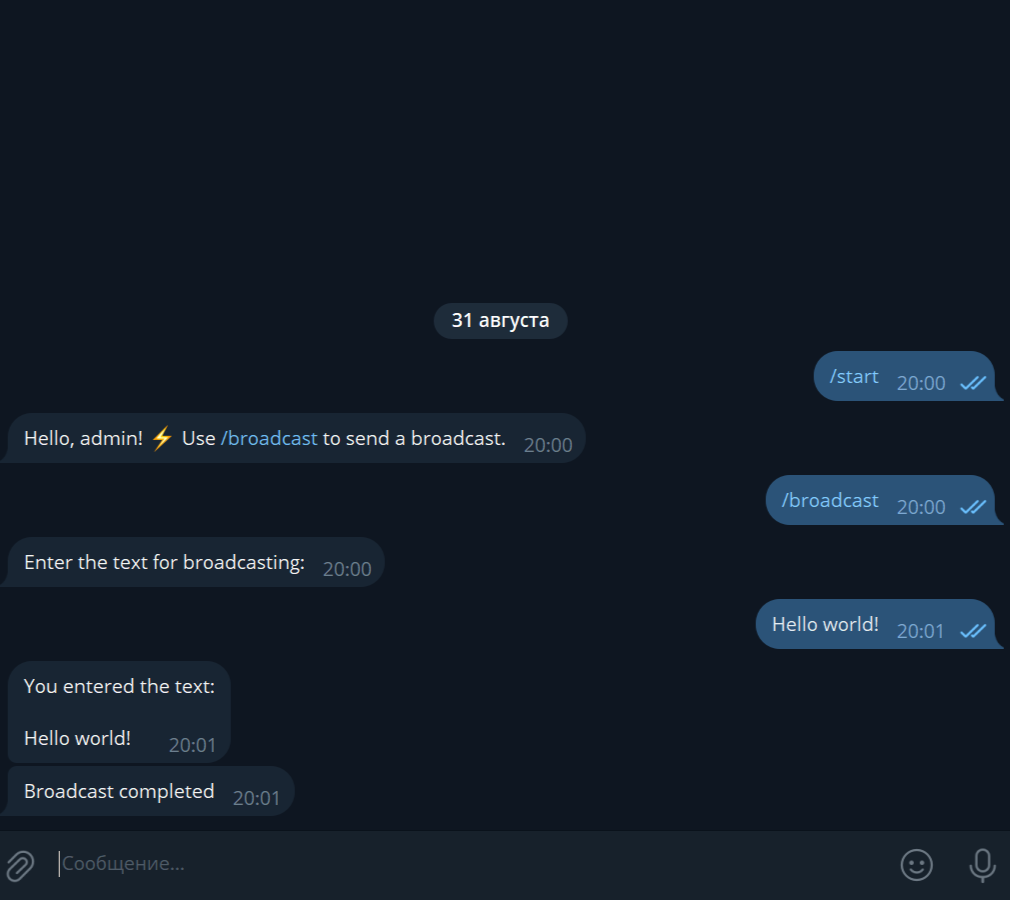 31 августа
/start 20:00
Hello, admin! ⚡ Use /broadcast to send a broadcast. 20:00
/broadcast 20:00
Enter the text for broadcasting: 20:00
Hello world! 20:01
You entered the text:
Hello world! 20:01
Broadcast completed 20:01
Сообщение...